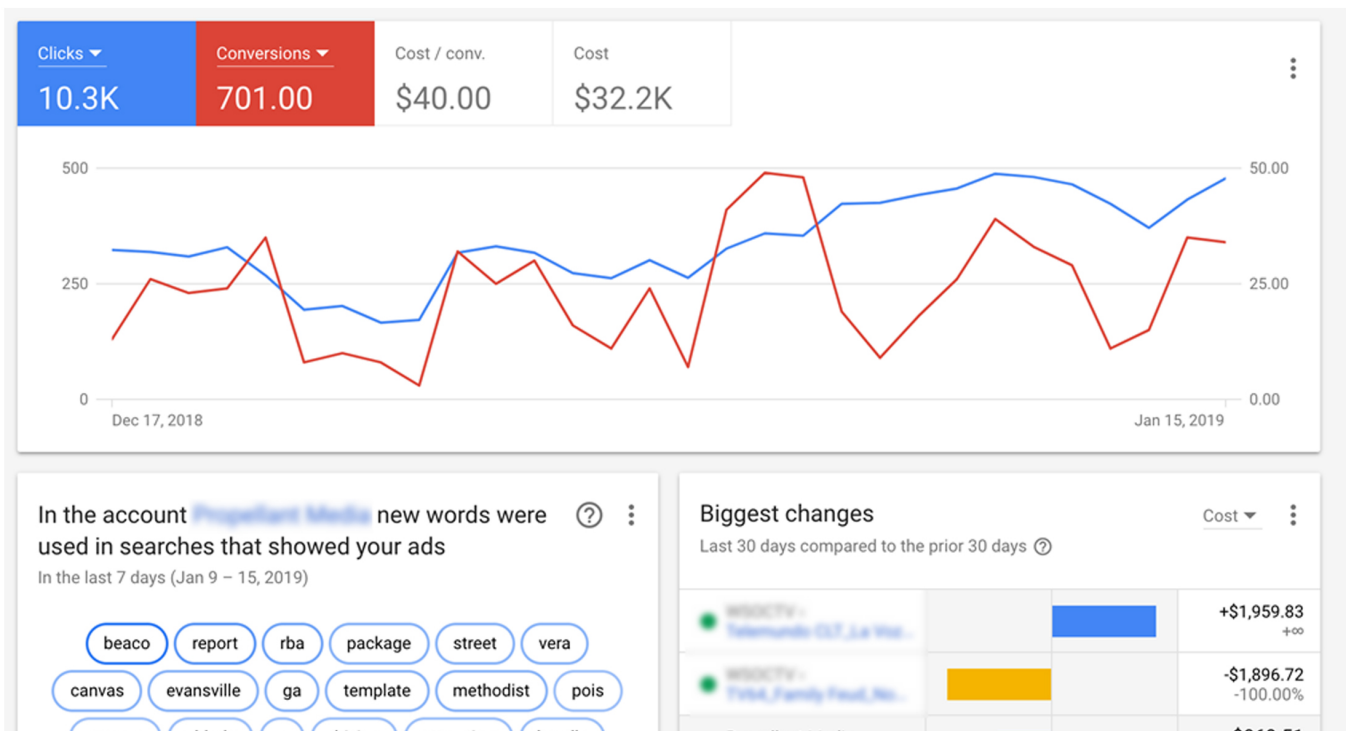 Clicks Conversions Cost / conv. Cost
10.3K 701.00 $40.00 $32.2K
500 50.00
250 25.00
0 0.00
Dec 17, 2018 Jan 15, 2019
In the account new words were
used in searches that showed your ads
In the last 7 days (Jan 9 – 15, 2019)
beaco report rba package street vera
canvas evansville ga template methodist pois
Biggest changes Cost
Last 30 days compared to the prior 30 days
+$1,959.83
+∞
-$1,896.72
-100.00%